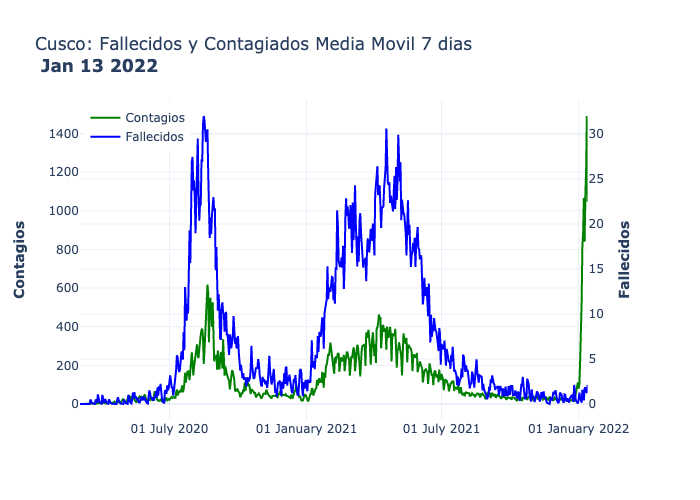 Cusco: Fallecidos y Contagiados Media Movil 7 dias
Jan 13 2022
Contagios
Fallecidos
1400
1200
1000
800
600
400
200
0
30
25
20
15
10
5
0
Contagios
Fallecidos
01 July 2020
01 January 2021
01 July 2021
01 January 2022